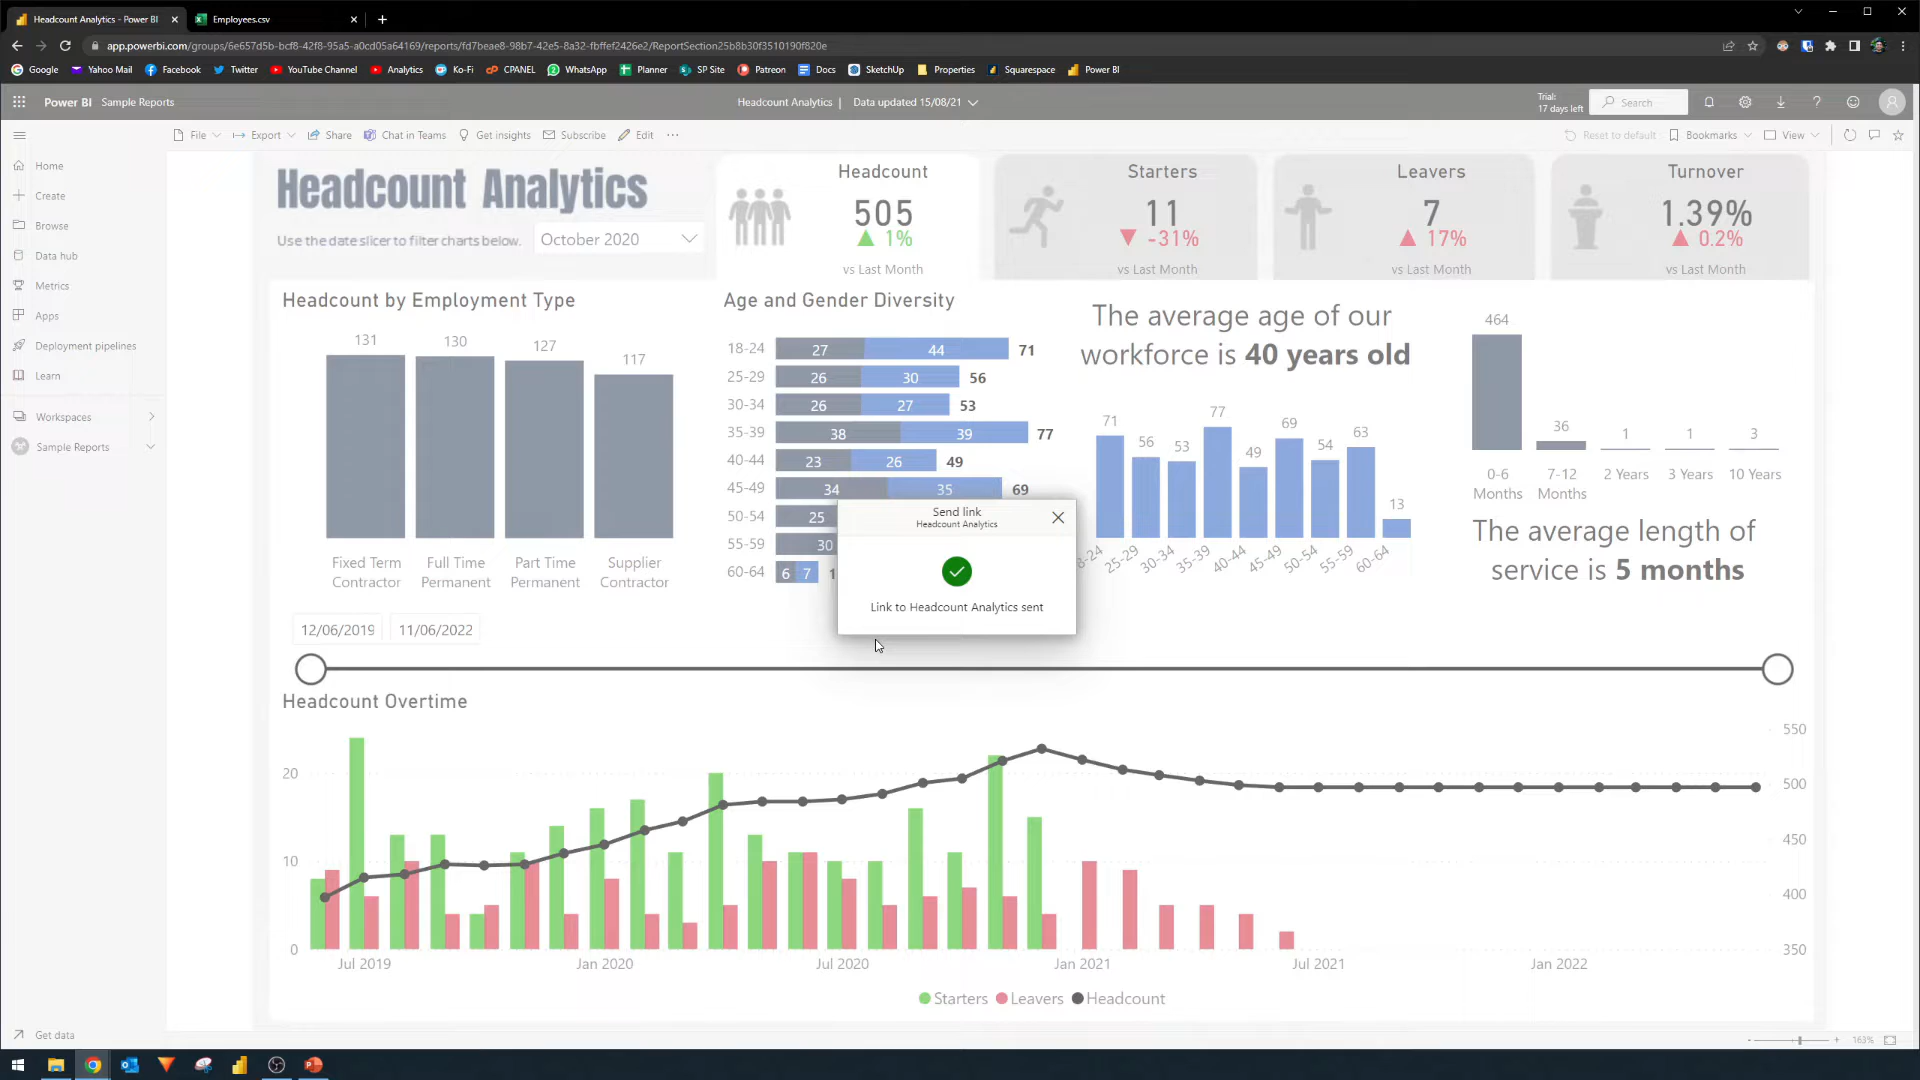 Headcount Analytics - Power BI
Employees.csv
app.powerbi.com/groups/6e657d5b-bcf8-42f8-95a5-a0cd05a64169/reports/fd7beae8-98b7-42e5-8a32-fbffef2426e2/ReportSection25b8b30f3510190f820e
Google Yahoo Mail Facebook Twitter YouTube Channel Analytics Ko-Fi CPANEL WhatsApp Planner SP Site Patreon Docs SketchUp Properties Squarespace Power BI
Power BI Sample Reports
Headcount Analytics | Data updated 15/08/21
Trial:
17 days left
Search
File Export Share Chat in Teams Get insights Subscribe Edit ···
Reset to default Bookmarks View
Home
Create
Browse
Data hub
Metrics
Apps
Deployment pipelines
Learn
Workspaces
Sample Reports
Get data
Headcount Analytics
Use the date slicer to filter charts below.
October 2020
Headcount
505
1%
vs Last Month
Starters
11
-31%
vs Last Month
Leavers
7
17%
vs Last Month
Turnover
1.39%
0.2%
vs Last Month
Headcount by Employment Type
131 130 127 117
Fixed Term Contractor
Full Time Permanent
Part Time Permanent
Supplier Contractor
Age and Gender Diversity
18-24 27 44 71
25-29 26 30 56
30-34 26 27 53
35-39 38 39 77
40-44 23 26 49
45-49 34 35 69
50-54 25
55-59 30
60-64 6 7 1
The average age of our
workforce is 40 years old
71 56 53 77 49 69 54 63 13
8-24 25-29 30-34 35-39 40-44 45-49 50-54 55-59 60-64
464 36 1 1 3
0-6 Months
7-12 Months
2 Years
3 Years
10 Years
The average length of
service is 5 months
Send link
Headcount Analytics
Link to Headcount Analytics sent
12/06/2019 11/06/2022
Headcount Overtime
20
10
0
550
500
450
400
350
Jul 2019 Jan 2020 Jul 2020 Jan 2021 Jul 2021 Jan 2022
Starters Leavers Headcount
- + 163%